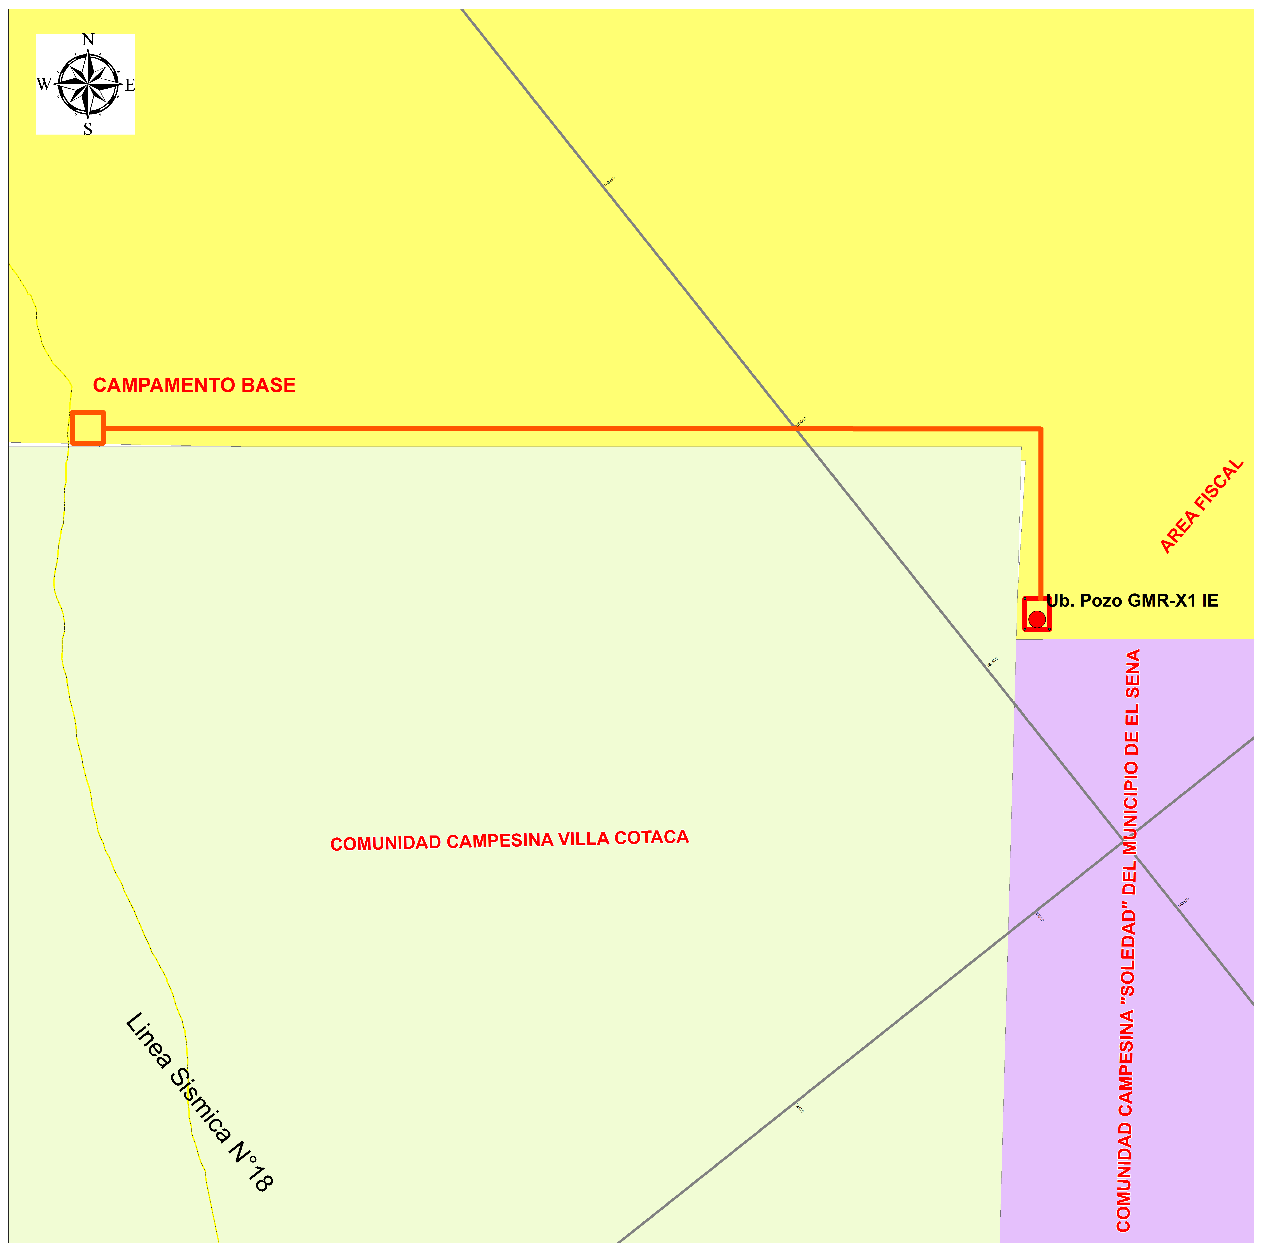 N
W E
S
CAMPAMENTO BASE
AREA FISCAL
Ub. Pozo GMR-X1 IE
COMUNIDAD CAMPESINA "SOLEDAD" DEL MUNICIPIO DE EL SENA
COMUNIDAD CAMPESINA VILLA COTACA
Linea Sismica N°18